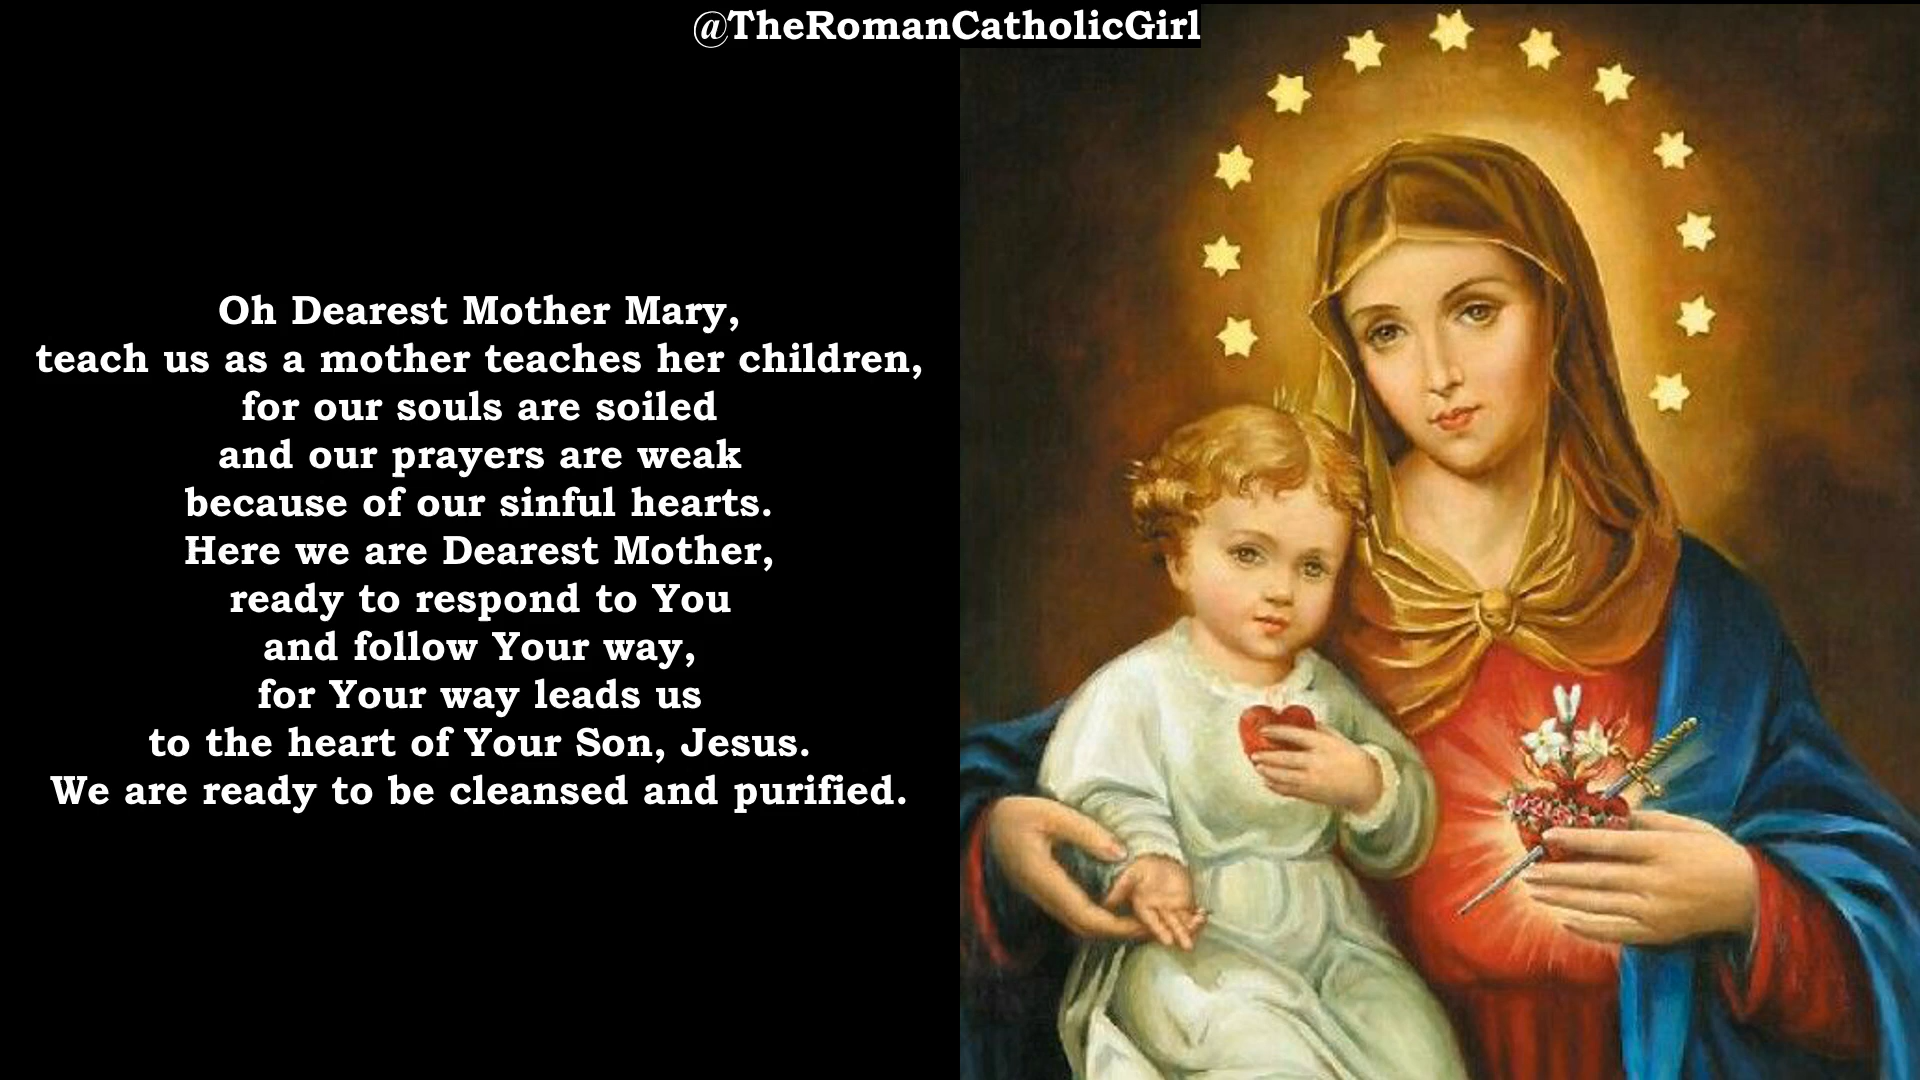 @TheRomanCatholicGirl
Oh Dearest Mother Mary,
teach us as a mother teaches her children,
for our souls are soiled
and our prayers are weak
because of our sinful hearts.
Here we are Dearest Mother,
ready to respond to You
and follow Your way,
for Your way leads us
to the heart of Your Son, Jesus.
We are ready to be cleansed and purified.